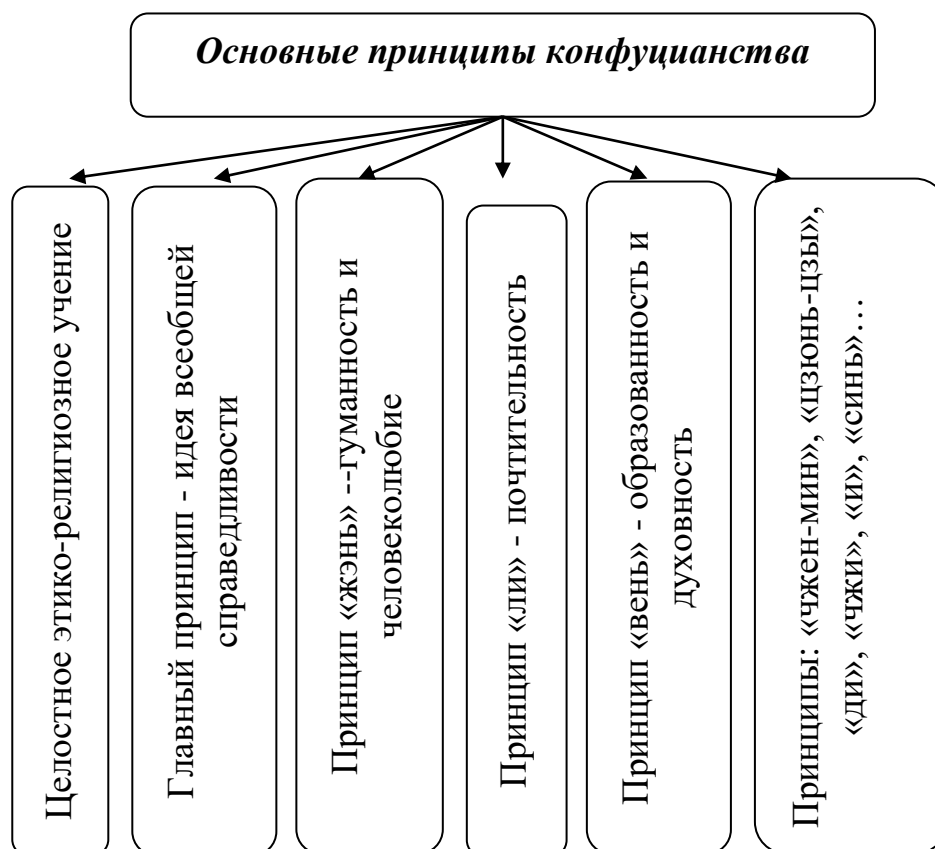 Основные принципы конфуцианства
Целостное этико-религиозное учение
Главный принцип - идея всеобщей
справедливости
Принцип «жэнь» --гуманность и
человеколюбие
Принцип «ли» - почтительность
Принцип «вень» - образованность и
духовность
Принципы: «чжен-мин», «цзюнь-цзы»,
«ди», «чжи», «и», «синь»…